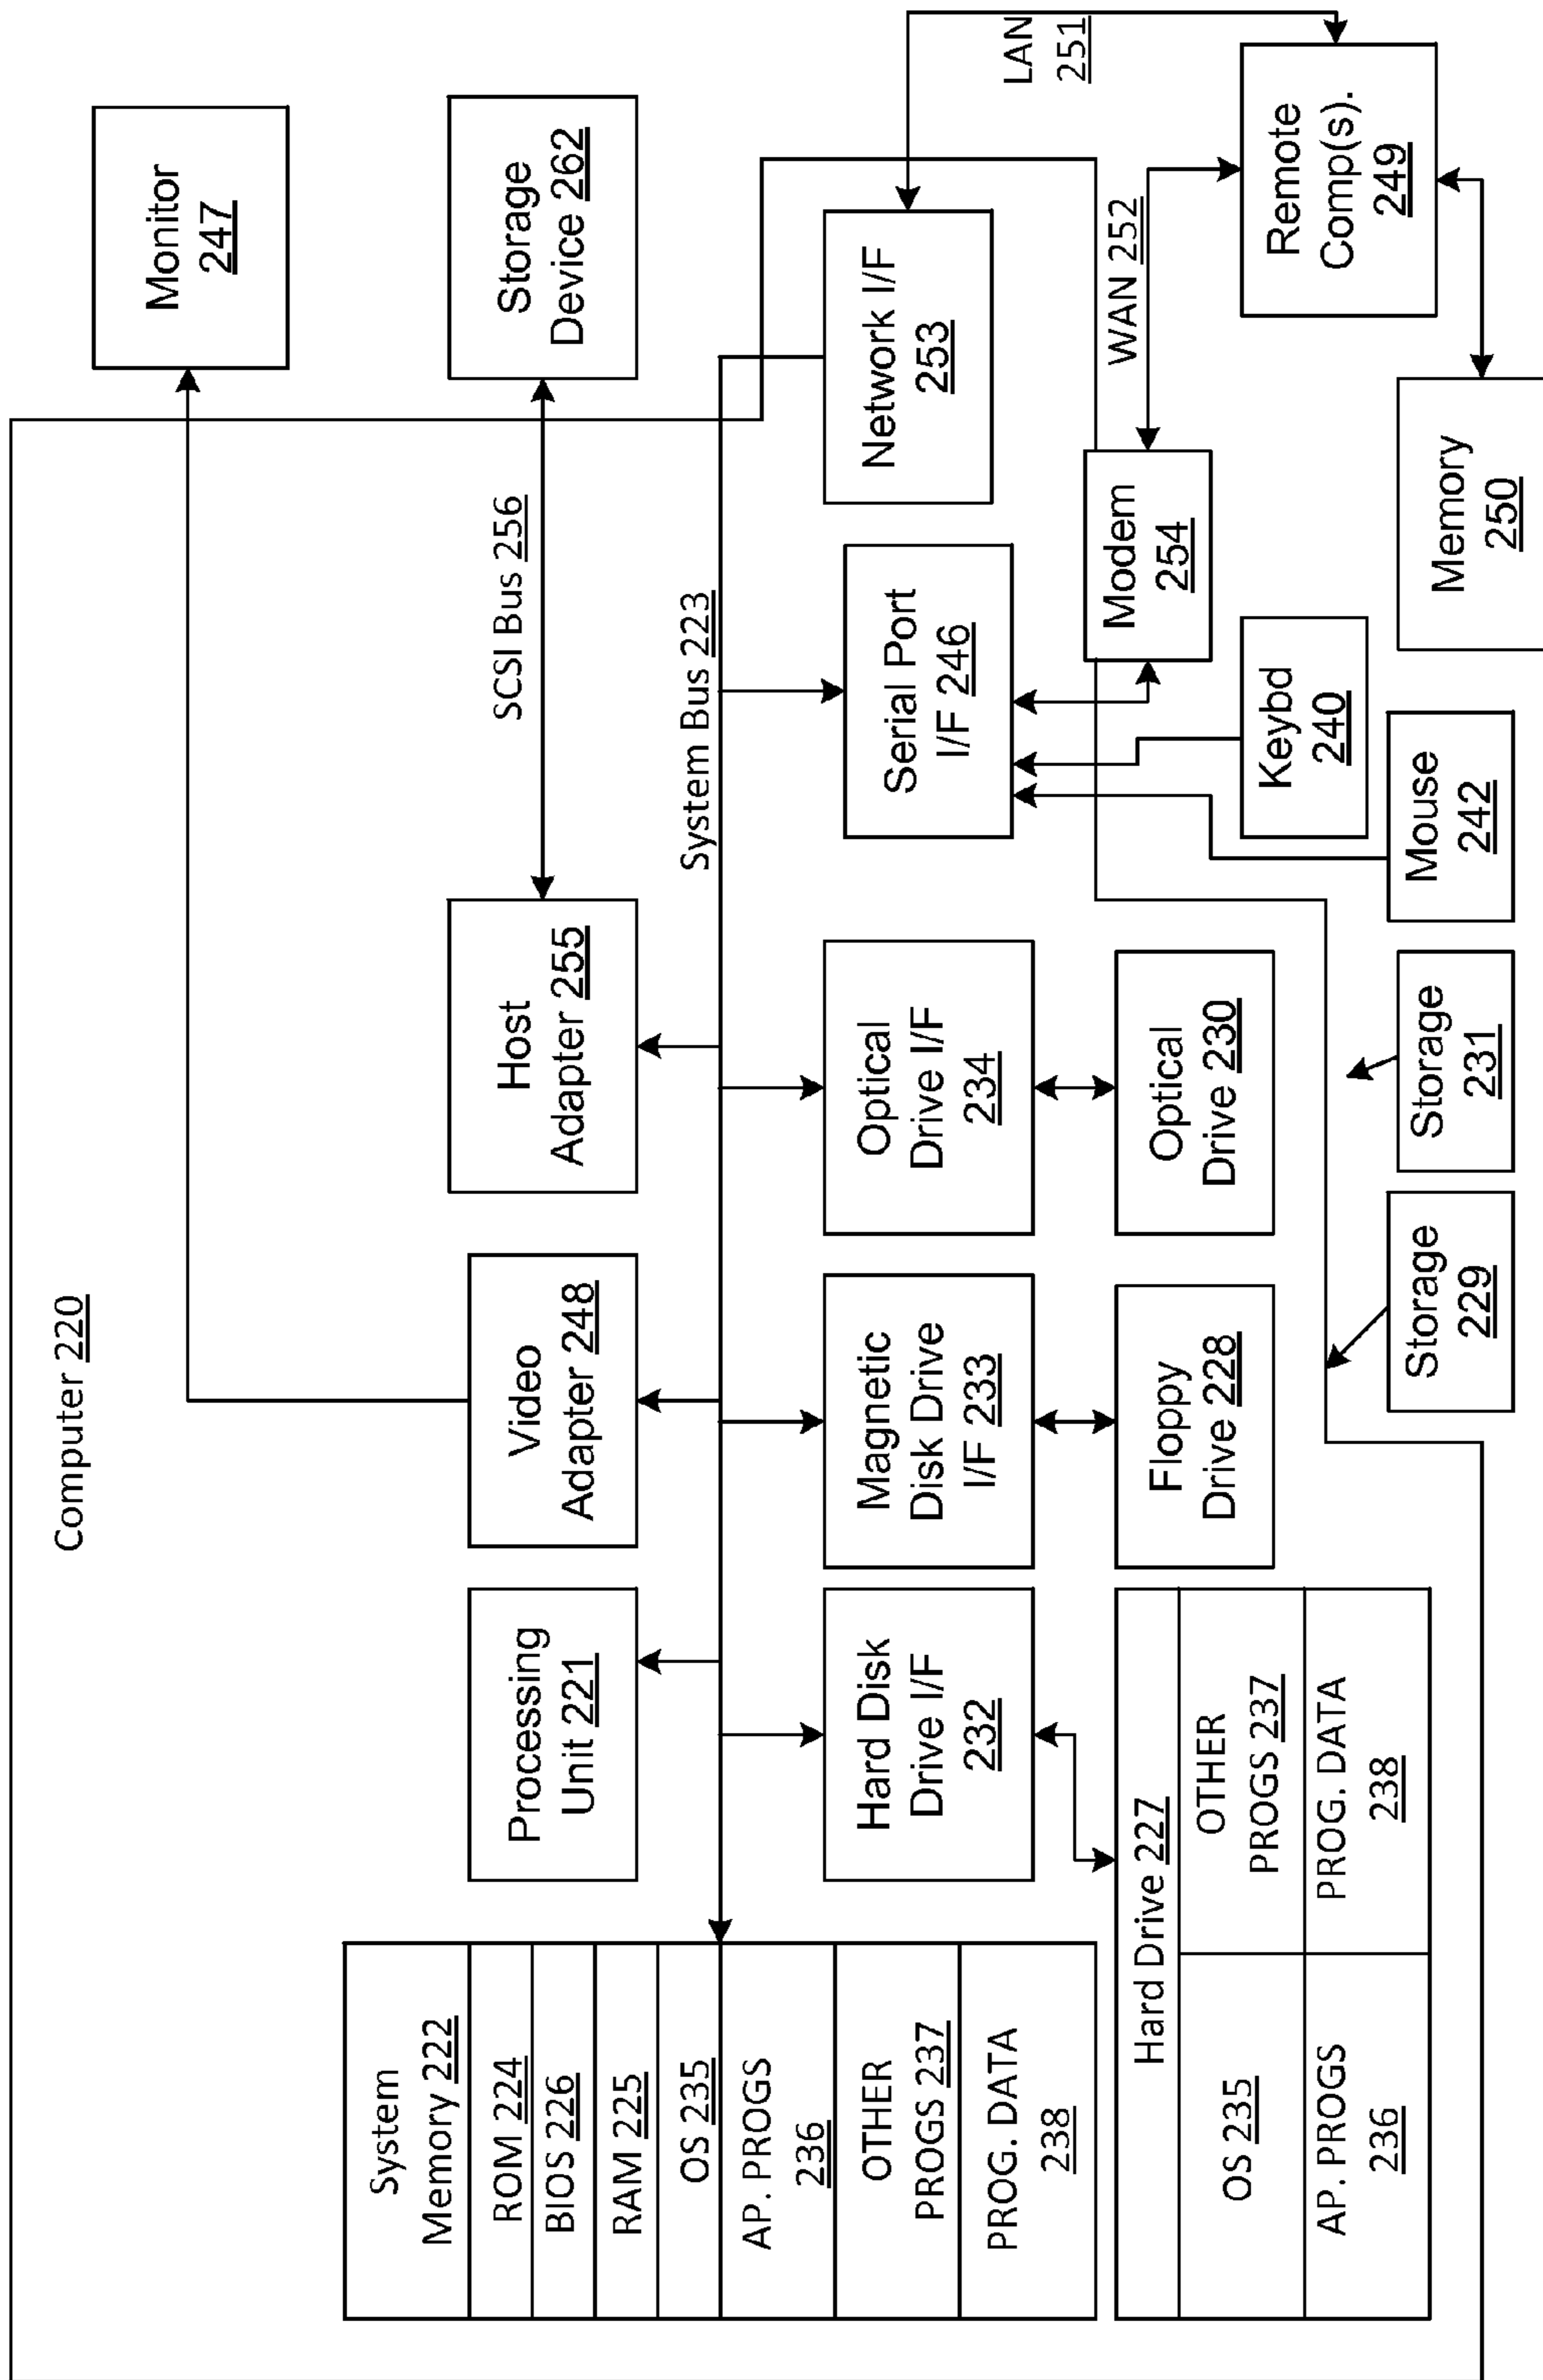 Computer 220
Monitor
247
System
Memory 222
ROM 224
BIOS 226
RAM 225
OS 235
AP. PROGS
236
OTHER
PROGS 237
PROG. DATA
238
Processing
Unit 221
Video
Adapter 248
Host
Adapter 255
SCSI Bus 256
Storage
Device 262
System Bus 223
Hard Disk
Drive I/F
232
Magnetic
Disk Drive
I/F 233
Optical
Drive I/F
234
Serial Port
I/F 246
Network I/F
253
LAN
251
Hard Drive 227
OS 235
OTHER
PROGS 237
AP. PROGS
236
PROG. DATA
238
Floppy
Drive 228
Optical
Drive 230
Modem
254
WAN 252
Remote
Comp(s).
249
Keybd
240
Storage
229
Storage
231
Mouse
242
Memory
250